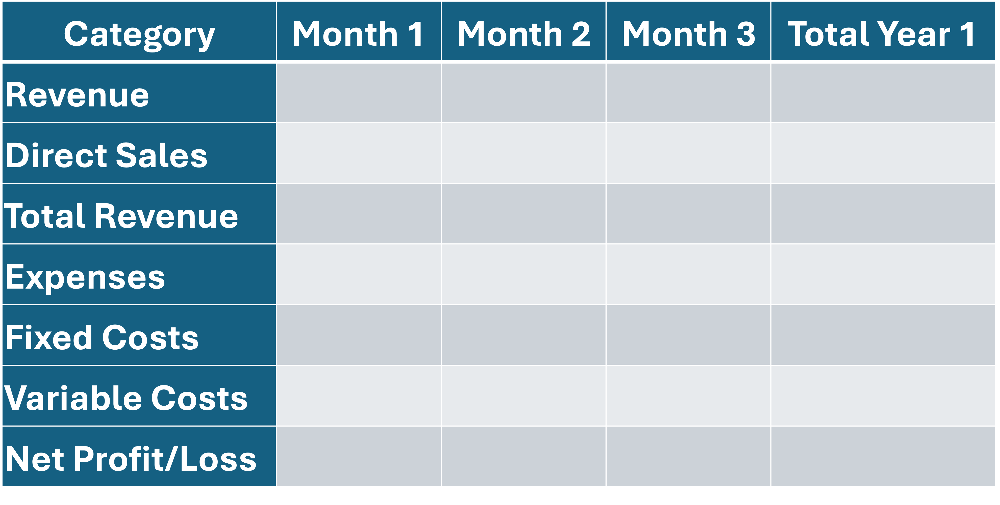 Category Month 1 Month 2 Month 3 Total Year 1
Revenue
Direct Sales
Total Revenue
Expenses
Fixed Costs
Variable Costs
Net Profit/Loss